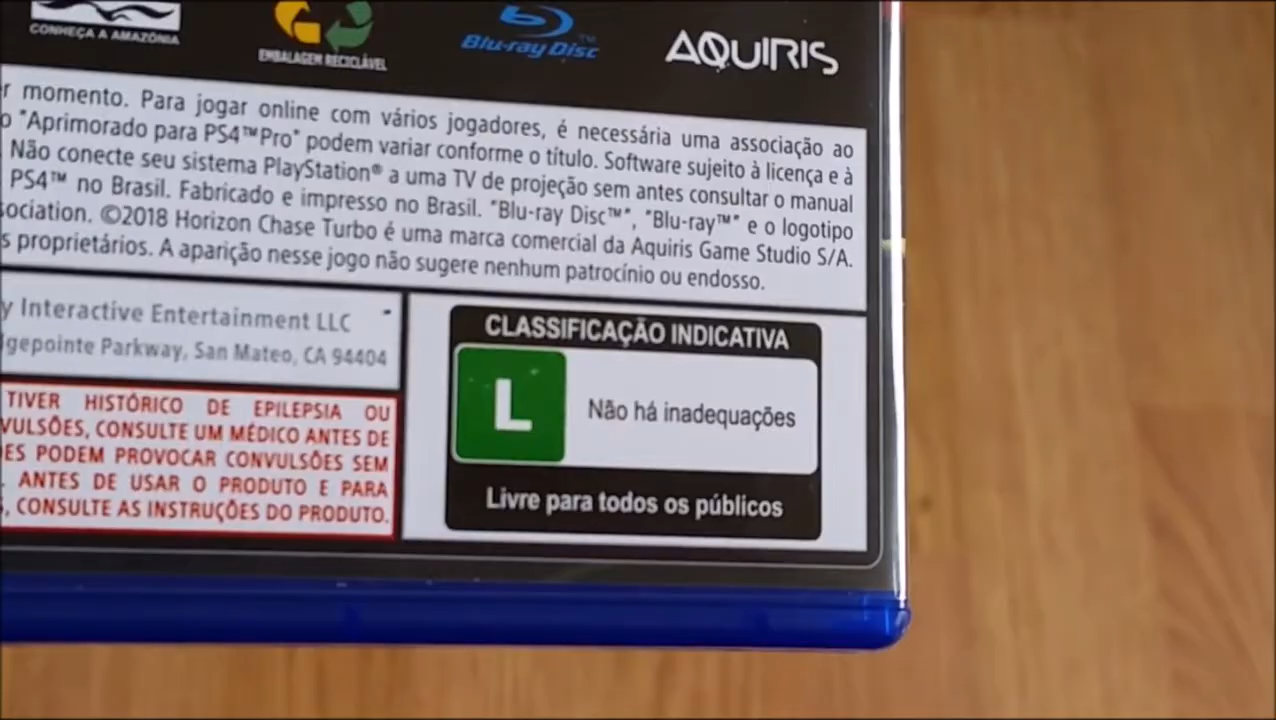 CONHEÇA A AMAZÔNIA
EMBALAGEM RECICLÁVEL
Blu-ray Disc™
AQUIRIS
r momento. Para jogar online com vários jogadores, é necessária uma associação ao
o "Aprimorado para PS4™Pro" podem variar conforme o título. Software sujeito à licença e à
Não conecte seu sistema PlayStation® a uma TV de projeção sem antes consultar o manual
PS4™ no Brasil. Fabricado e impresso no Brasil. "Blu-ray Disc™", "Blu-ray™" e o logotipo
sociation. ©2018 Horizon Chase Turbo é uma marca comercial da Aquiris Game Studio S/A.
s proprietários. A aparição nesse jogo não sugere nenhum patrocínio ou endosso.
y Interactive Entertainment LLC
gepointe Parkway, San Mateo, CA 94404
TIVER HISTÓRICO DE EPILEPSIA OU
VULSÕES, CONSULTE UM MÉDICO ANTES DE
ES PODEM PROVOCAR CONVULSÕES SEM
. ANTES DE USAR O PRODUTO E PARA
, CONSULTE AS INSTRUÇÕES DO PRODUTO.
CLASSIFICAÇÃO INDICATIVA
L Não há inadequações
Livre para todos os públicos